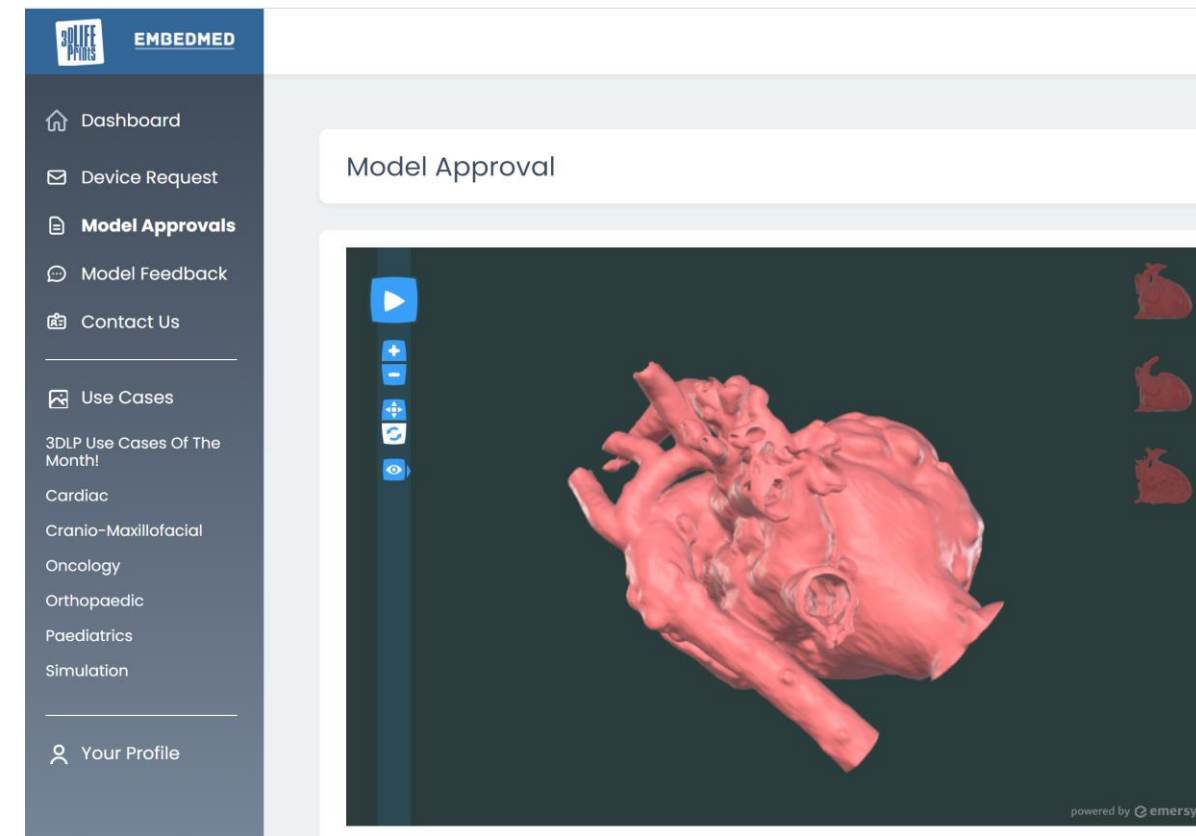 3DLIFE
Prints
EMBEDMED
Dashboard
Device Request
Model Approvals
Model Feedback
Contact Us
Use Cases
3DLP Use Cases Of The
Month!
Cardiac
Cranio-Maxillofacial
Oncology
Orthopaedic
Paediatrics
Simulation
Your Profile
Model Approval
powered by emersy